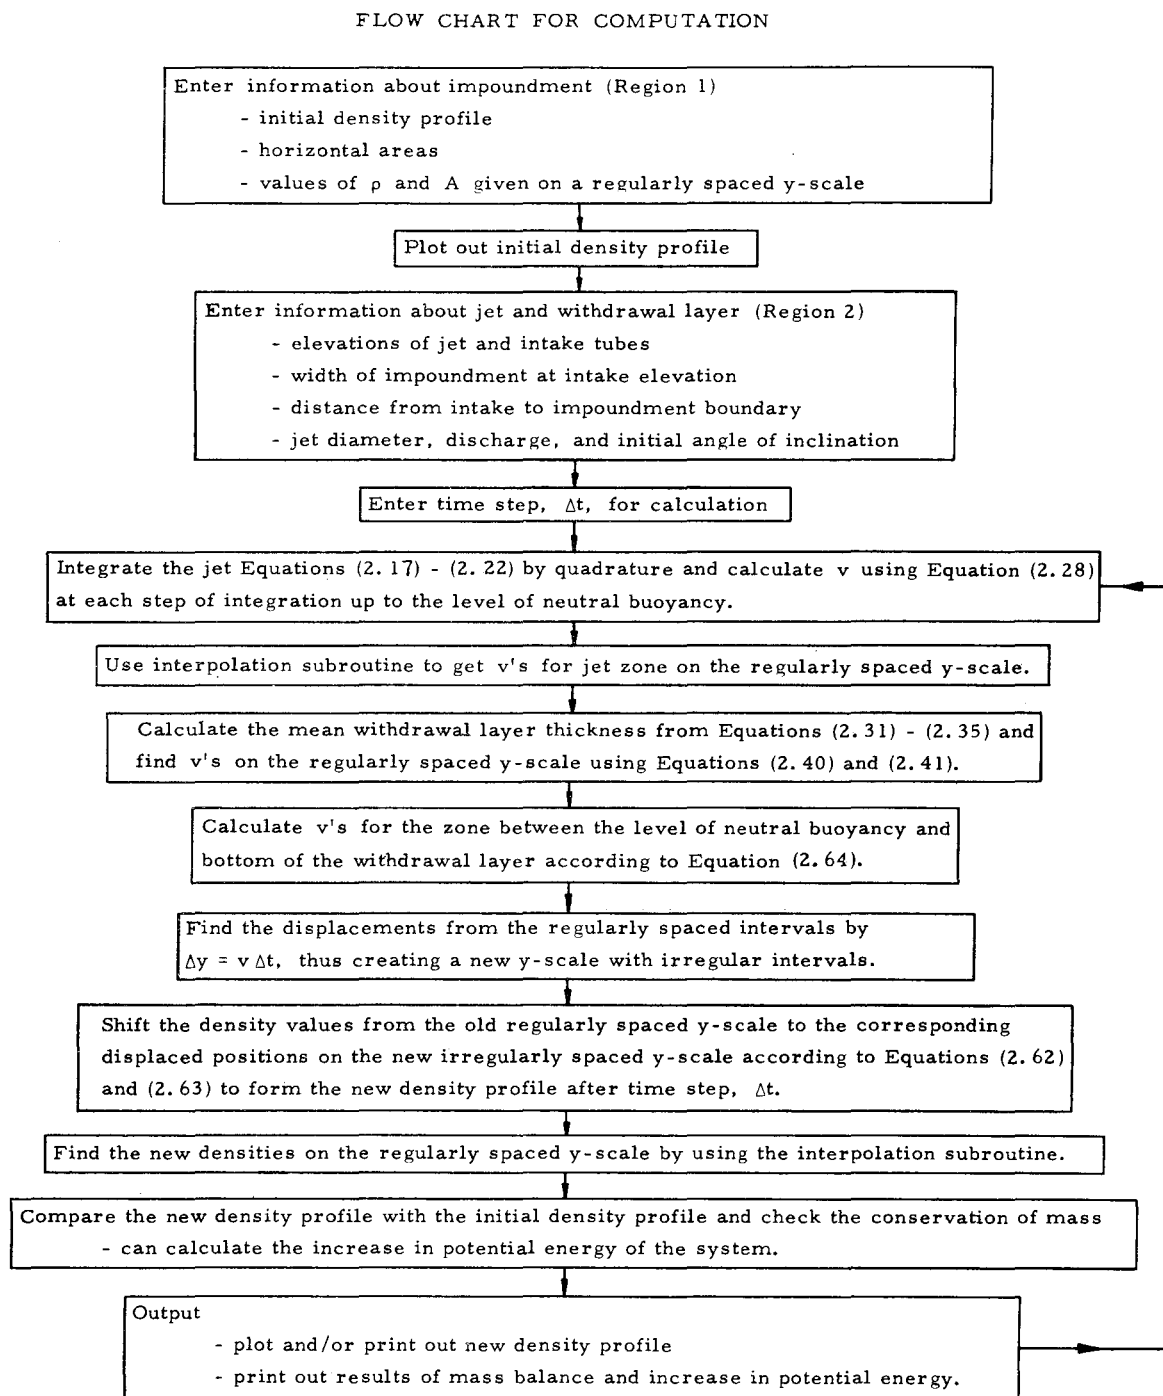 FLOW CHART FOR COMPUTATION
Enter information about impoundment (Region 1)
- initial density profile
- horizontal areas
- values of ρ and A given on a regularly spaced y-scale
Plot out initial density profile
Enter information about jet and withdrawal layer (Region 2)
- elevations of jet and intake tubes
- width of impoundment at intake elevation
- distance from intake to impoundment boundary
- jet diameter, discharge, and initial angle of inclination
Enter time step, Δt, for calculation
Integrate the jet Equations (2.17) - (2.22) by quadrature and calculate v using Equation (2.28)
at each step of integration up to the level of neutral buoyancy.
Use interpolation subroutine to get v's for jet zone on the regularly spaced y-scale.
Calculate the mean withdrawal layer thickness from Equations (2.31) - (2.35) and
find v's on the regularly spaced y-scale using Equations (2.40) and (2.41).
Calculate v's for the zone between the level of neutral buoyancy and
bottom of the withdrawal layer according to Equation (2.64).
Find the displacements from the regularly spaced intervals by
Δy = v Δt, thus creating a new y-scale with irregular intervals.
Shift the density values from the old regularly spaced y-scale to the corresponding
displaced positions on the new irregularly spaced y-scale according to Equations (2.62)
and (2.63) to form the new density profile after time step, Δt.
Find the new densities on the regularly spaced y-scale by using the interpolation subroutine.
Compare the new density profile with the initial density profile and check the conservation of mass
- can calculate the increase in potential energy of the system.
Output
- plot and/or print out new density profile
- print out results of mass balance and increase in potential energy.